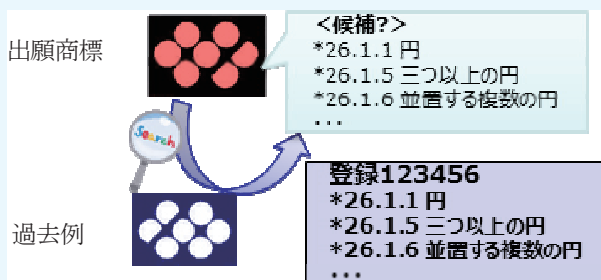 出願商標
<候補?>
*26.1.1 円
*26.1.5 三つ以上の円
*26.1.6 並置する複数の円
・・・
Search
過去例
登録123456
*26.1.1 円
*26.1.5 三つ以上の円
*26.1.6 並置する複数の円
・・・